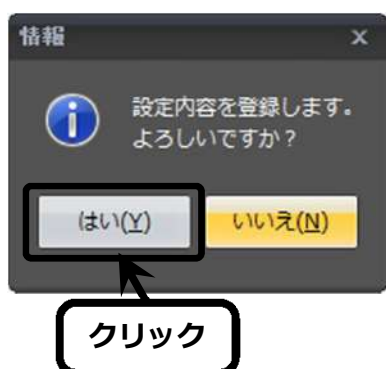 情報
設定内容を登録します。
よろしいですか？
はい(Y)
いいえ(N)
クリック